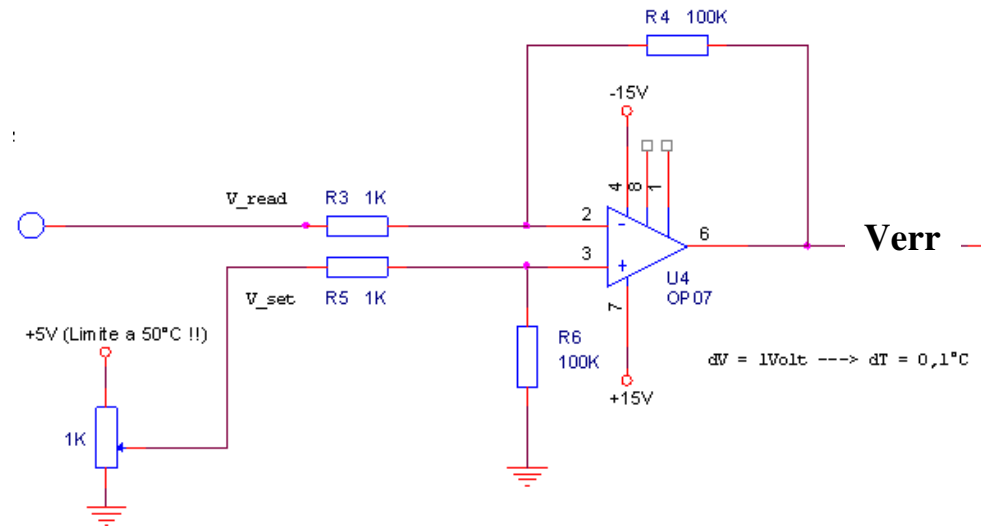 R4 100K
-15V
:
4
8
1
V_read
R3 1K
2
-
6
Verr
3
+
U4
OP07
V_set
R5 1K
7
+5V (Limite a 50°C !!)
R6
100K
dV = 1Volt ---> dT = 0,1°C
+15V
1K